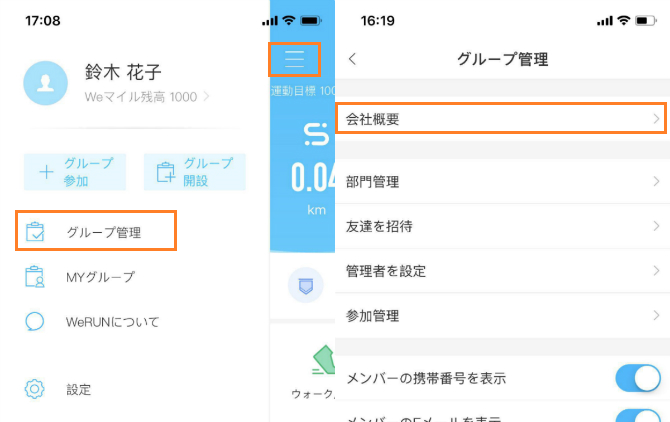 17:08
鈴木 花子
Weマイル残高 1000
グループ
参加
グループ
開設
グループ管理
MYグループ
WeRUNについて
設定
運動目標 100
0.04
km
ウォーク
16:19
グループ管理
会社概要
部門管理
友達を招待
管理者を設定
参加管理
メンバーの携帯番号を表示
メンバーのEメールを表示